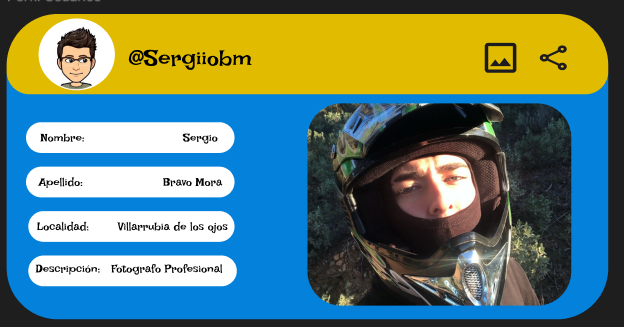 @Sergiiobm
Nombre: Sergio
Apellido: Bravo Mora
Localidad: Villarrubia de los ojos
Descripción: Fotografo Profesional